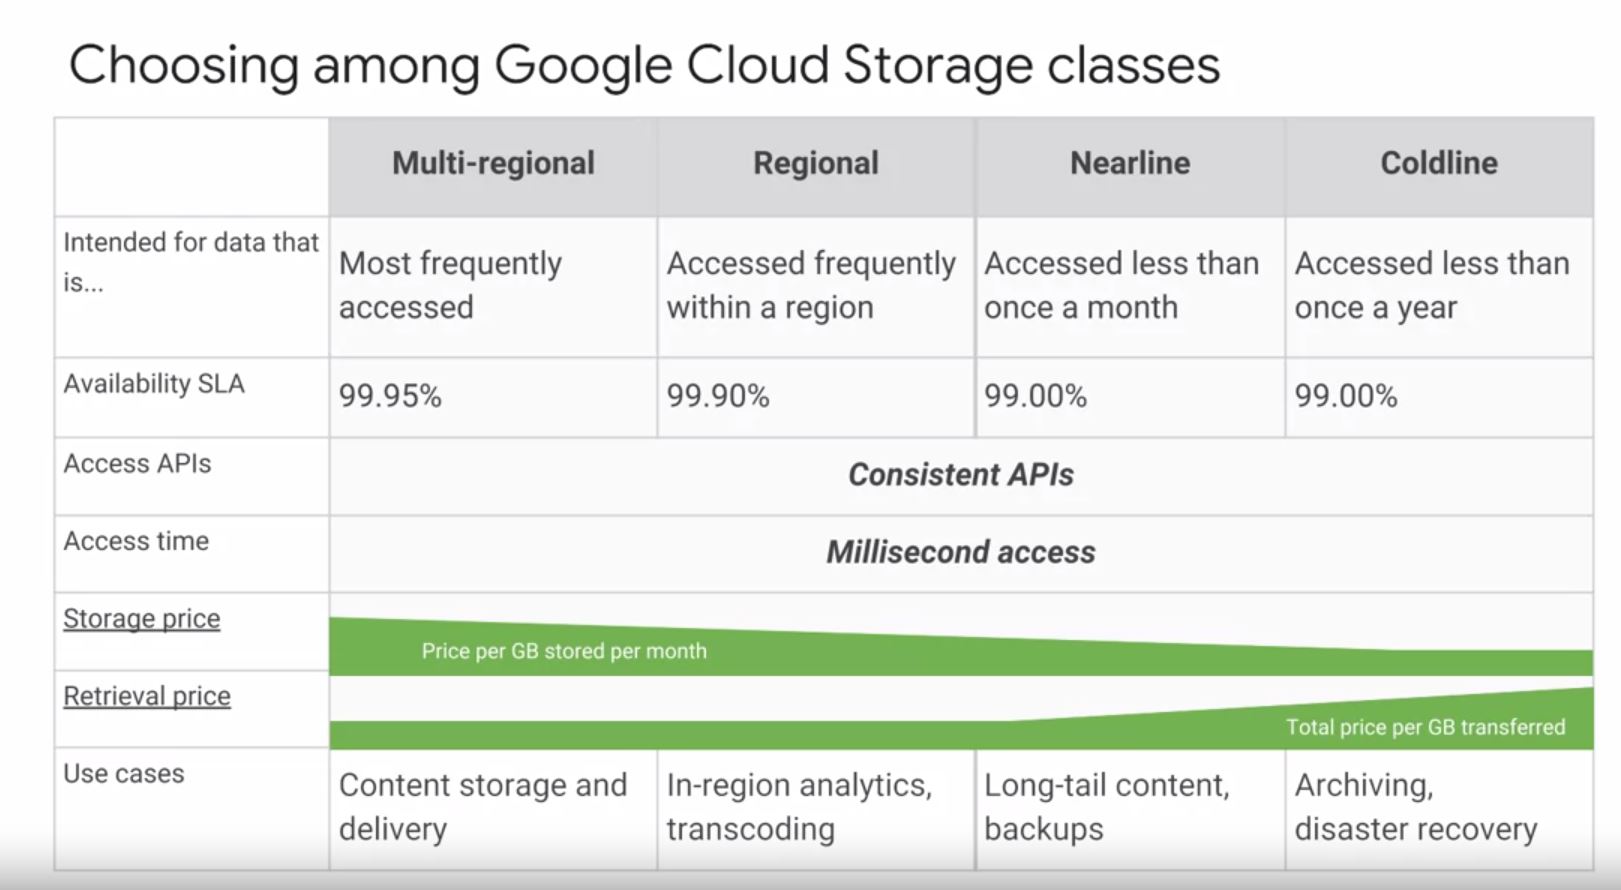 Choosing among Google Cloud Storage classes
Multi-regional
Regional
Nearline
Coldline
Intended for data that
is...
Most frequently
accessed
Accessed frequently
within a region
Accessed less than
once a month
Accessed less than
once a year
Availability SLA
99.95%
99.90%
99.00%
99.00%
Access APIs
Consistent APIs
Access time
Millisecond access
Storage price
Price per GB stored per month
Retrieval price
Total price per GB transferred
Use cases
Content storage and
delivery
In-region analytics,
transcoding
Long-tail content,
backups
Archiving,
disaster recovery